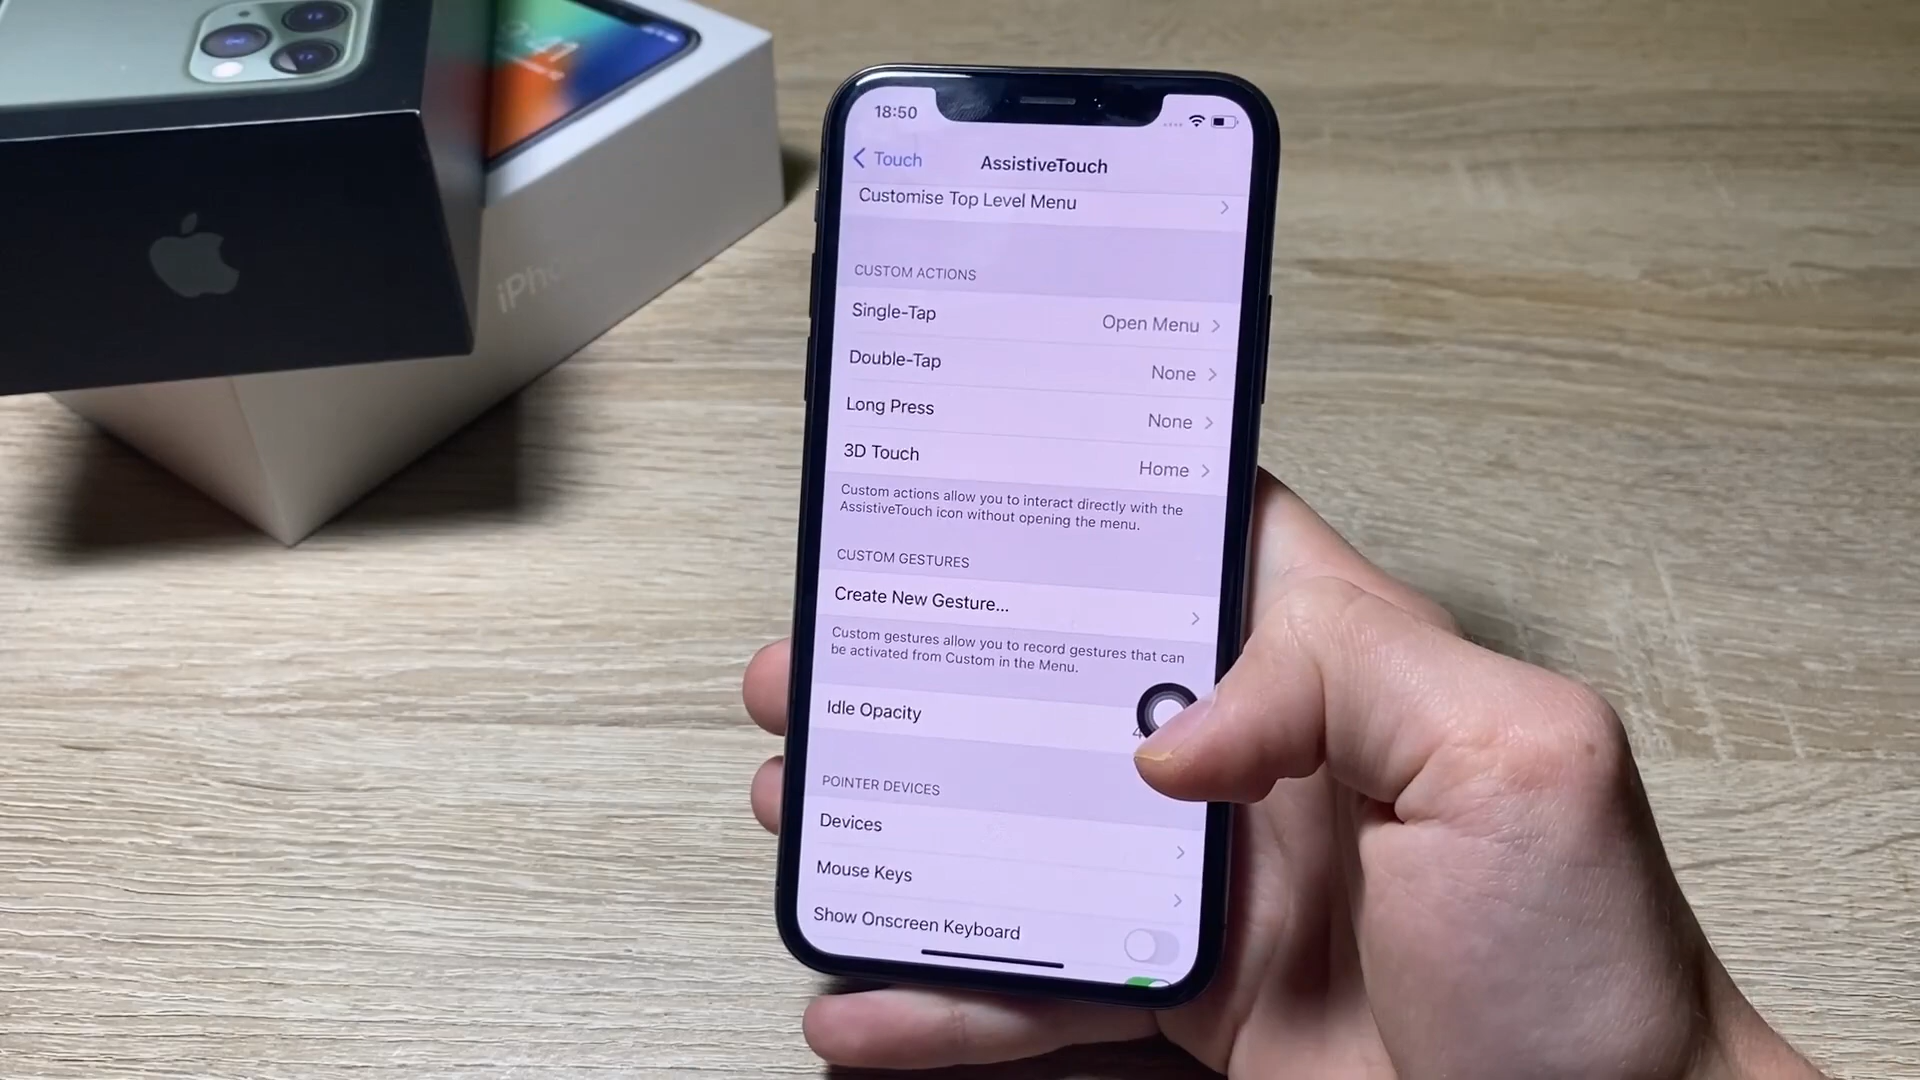 18:50
Touch
AssistiveTouch
Customise Top Level Menu
CUSTOM ACTIONS
Single-Tap Open Menu
Double-Tap None
Long Press None
3D Touch Home
Custom actions allow you to interact directly with the
AssistiveTouch icon without opening the menu.
CUSTOM GESTURES
Create New Gesture...
Custom gestures allow you to record gestures that can
be activated from Custom in the Menu.
Idle Opacity
POINTER DEVICES
Devices
Mouse Keys
Show Onscreen Keyboard